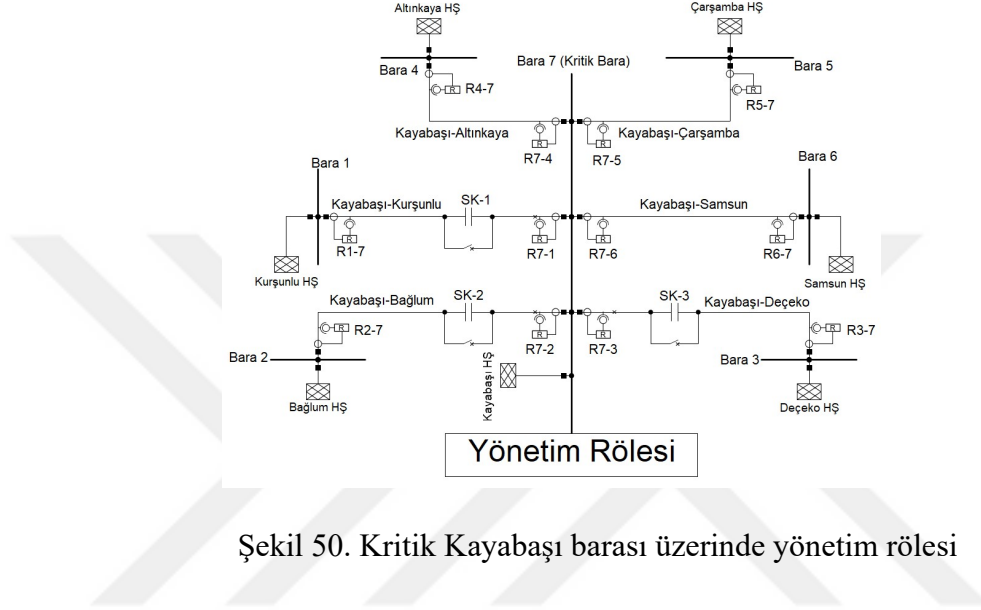 Altınkaya HŞ
Çarşamba HŞ
Bara 7 (Kritik Bara)
Bara 4
Bara 5
R
R4-7
R
R5-7
Kayabaşı-Altınkaya
Kayabaşı-Çarşamba
R
R
R7-4
R7-5
Bara 1
Bara 6
Kayabaşı-Kurşunlu
SK-1
Kayabaşı-Samsun
R
R
R
R
R1-7
R7-1
R7-6
R6-7
Kurşunlu HŞ
Samsun HŞ
Kayabaşı-Bağlum
SK-2
SK-3
Kayabaşı-Deçeko
R
R2-7
R
R
R
R3-7
R7-2
R7-3
Bara 2
Bara 3
Kayabaşı HŞ
Bağlum HŞ
Deçeko HŞ
Yönetim Rölesi
Şekil 50. Kritik Kayabaşı barası üzerinde yönetim rölesi